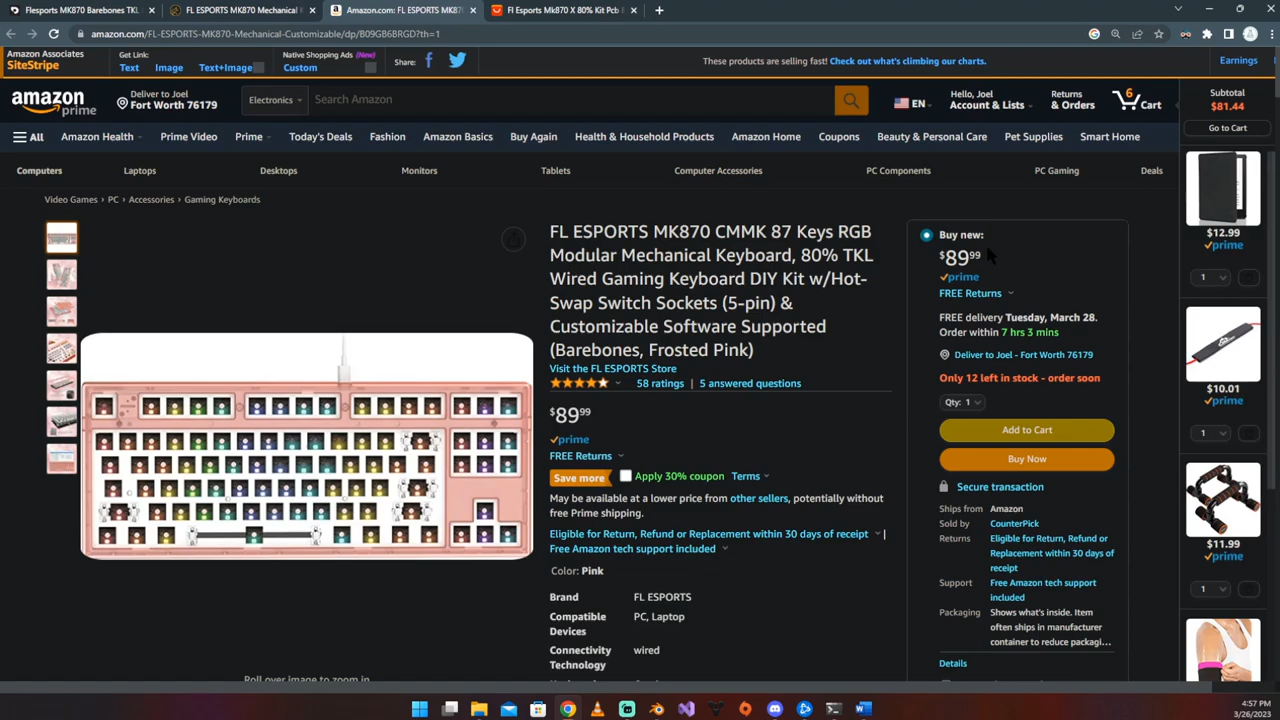 Flesports MK870 Barebones TKL
FL ESPORTS MK870 Mechanical
Amazon.com: FL ESPORTS MK87
Fl Esports Mk870 X 80% Kit Pcb
amazon.com/FL-ESPORTS-MK870-Mechanical-Customizable/dp/B09GB6BRGD?th=1
Amazon Associates
SiteStripe
Get Link:
Text
Image
Text+Image
Native Shopping Ads (New)
Custom
Share:
These products are selling fast! Check out what's climbing our charts.
Earnings
amazon
prime
Deliver to Joel
Fort Worth 76179
Electronics
Search Amazon
EN
Hello, Joel
Account & Lists
Returns
& Orders
6
Cart
Subtotal
$81.44
Go to Cart
All
Amazon Health
Prime Video
Prime
Today's Deals
Fashion
Amazon Basics
Buy Again
Health & Household Products
Amazon Home
Coupons
Beauty & Personal Care
Pet Supplies
Smart Home
Computers
Laptops
Desktops
Monitors
Tablets
Computer Accessories
PC Components
PC Gaming
Deals
Video Games › PC › Accessories › Gaming Keyboards
FL ESPORTS MK870 CMMK 87 Keys RGB
Modular Mechanical Keyboard, 80% TKL
Wired Gaming Keyboard DIY Kit w/Hot-
Swap Switch Sockets (5-pin) &
Customizable Software Supported
(Barebones, Frosted Pink)
Visit the FL ESPORTS Store
58 ratings | 5 answered questions
$89 99
prime
FREE Returns
Save more
Apply 30% coupon
Terms
May be available at a lower price from other sellers, potentially without
free Prime shipping.
Eligible for Return, Refund or Replacement within 30 days of receipt |
Free Amazon tech support included
Color: Pink
Brand FL ESPORTS
Compatible PC, Laptop
Devices
Connectivity wired
Technology
Roll over image to zoom in
Buy new:
$89 99
prime
FREE Returns
FREE delivery Tuesday, March 28.
Order within 7 hrs 3 mins
Deliver to Joel - Fort Worth 76179
Only 12 left in stock - order soon
Qty: 1
Add to Cart
Buy Now
Secure transaction
Ships from Amazon
Sold by CounterPick
Returns Eligible for Return, Refund or
Replacement within 30 days of
receipt
Support Free Amazon tech support
included
Packaging Shows what's inside. Item
often ships in manufacturer
container to reduce packagi...
Details
$12.99
prime
1
$10.01
prime
1
$11.99
prime
1
4:57 PM
3/26/2023